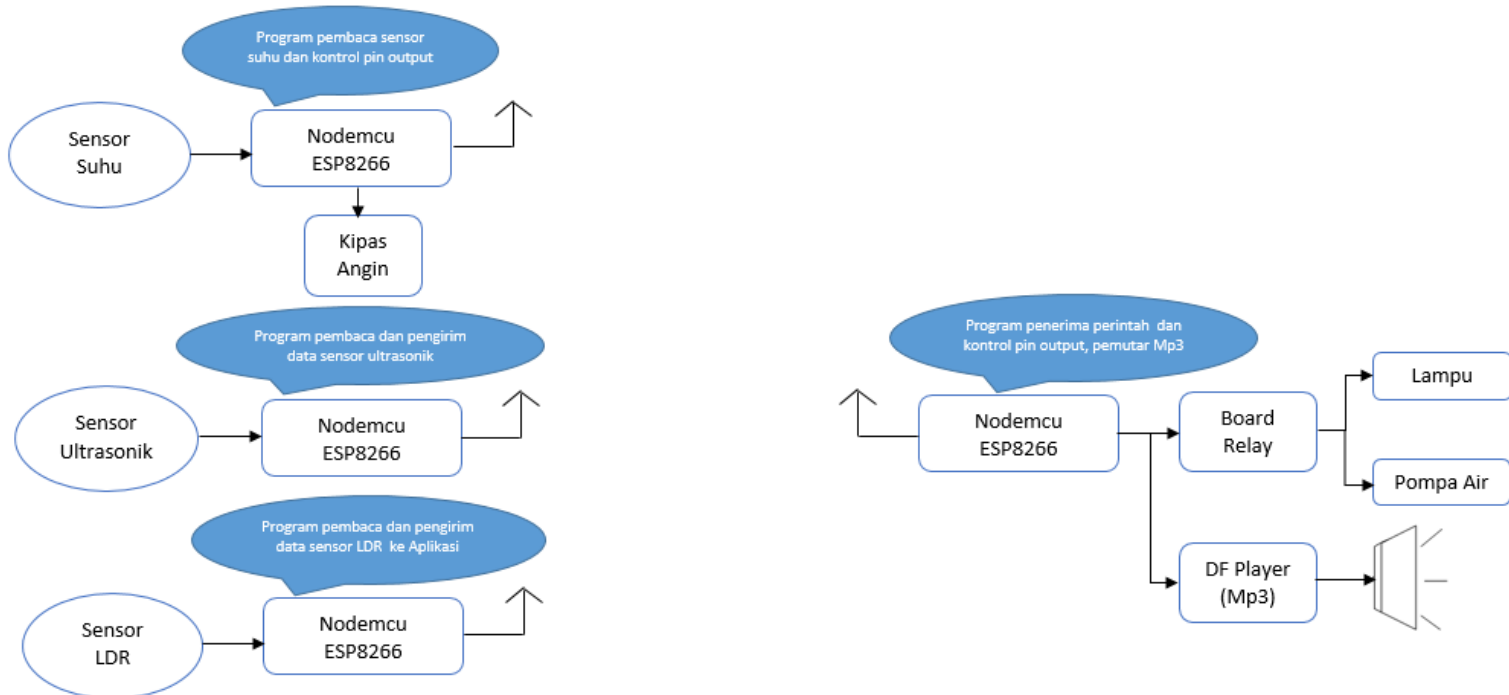 Program pembaca sensor
suhu dan kontrol pin output
Sensor
Suhu
Nodemcu
ESP8266
Kipas
Angin
Program pembaca dan pengirim
data sensor ultrasonik
Sensor
Ultrasonik
Nodemcu
ESP8266
Program pembaca dan pengirim
data sensor LDR ke Aplikasi
Sensor
LDR
Nodemcu
ESP8266
Program penerima perintah dan
kontrol pin output, pemutar Mp3
Nodemcu
ESP8266
Board
Relay
Lampu
Pompa Air
DF Player
(Mp3)